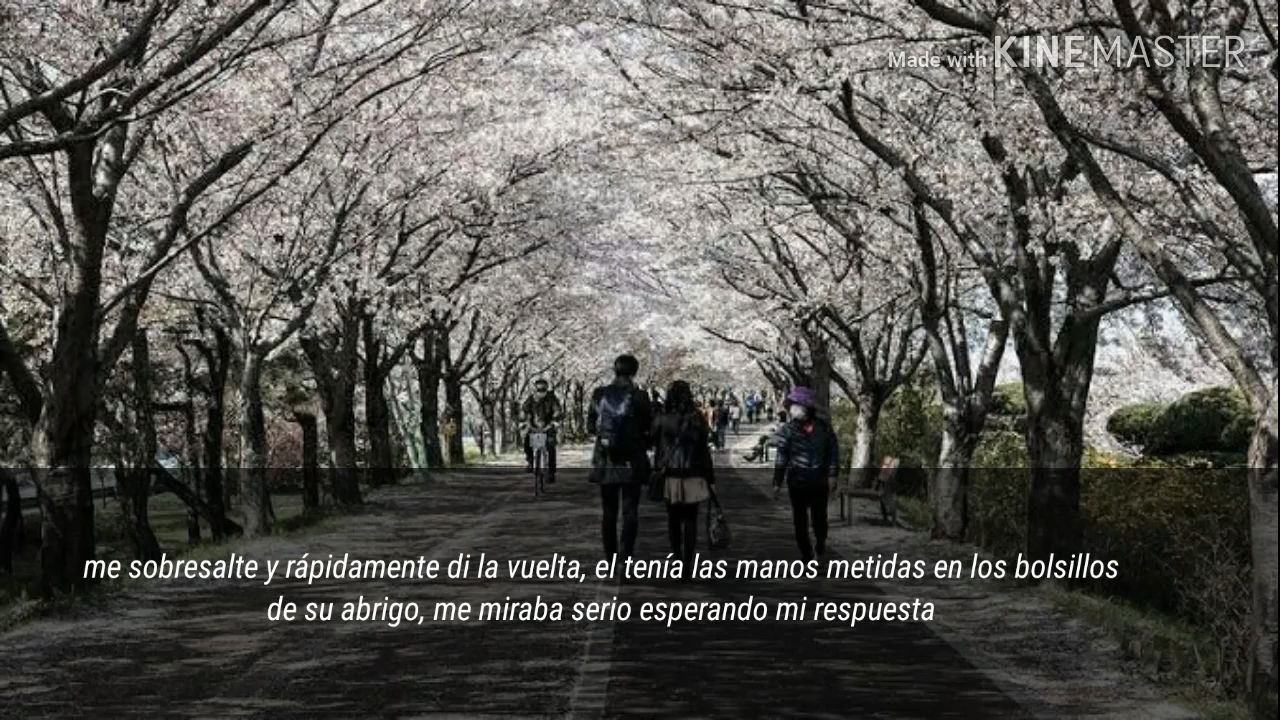 Made with KINEMASTER
me sobresalte y rápidamente di la vuelta, el tenía las manos metidas en los bolsillos
de su abrigo, me miraba serio esperando mi respuesta